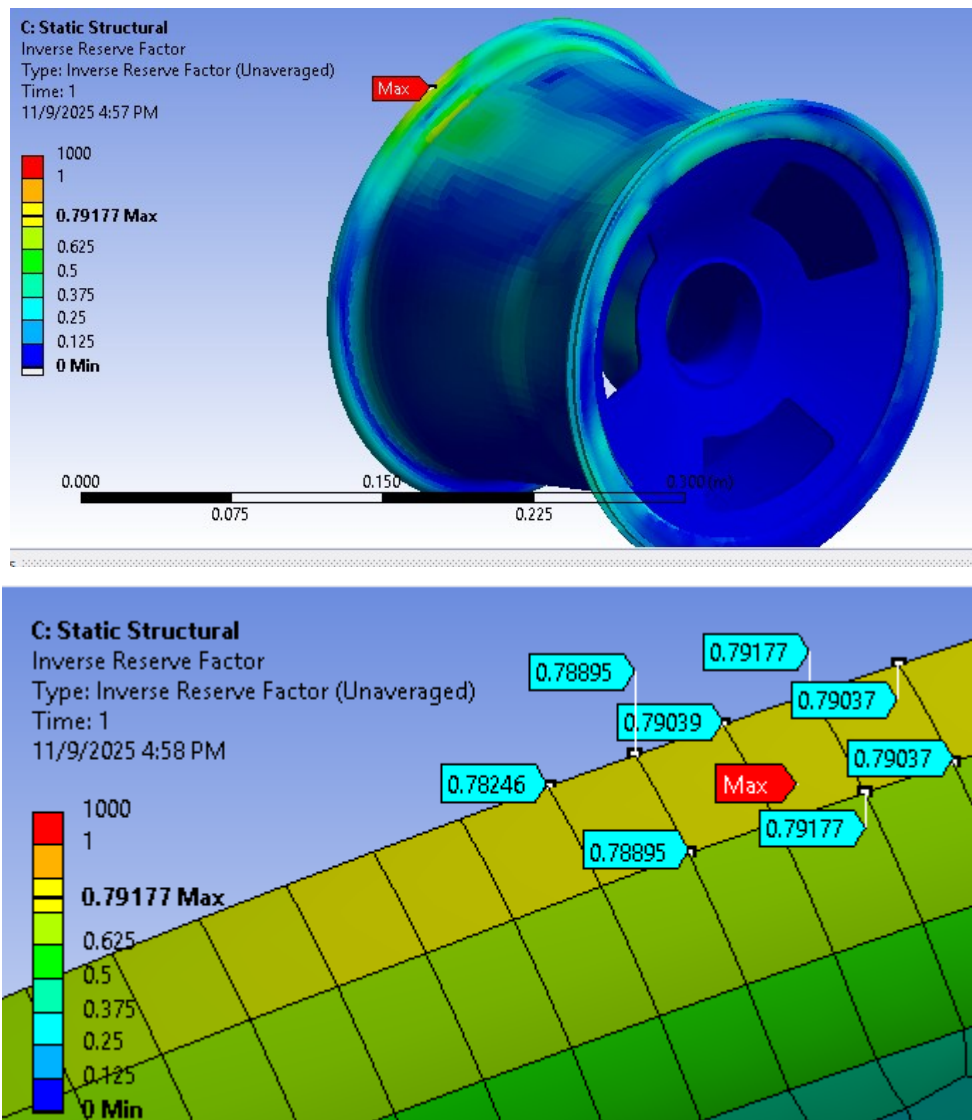 C: Static Structural
Inverse Reserve Factor
Type: Inverse Reserve Factor (Unaveraged)
Time: 1
11/9/2025 4:57 PM
Max
1000
1
0.79177 Max
0.625
0.5
0.375
0.25
0.125
0 Min
0.000
0.150
0.300 (m)
0.075
0.225
C: Static Structural
Inverse Reserve Factor
Type: Inverse Reserve Factor (Unaveraged)
Time: 1
11/9/2025 4:58 PM
0.79177
0.78895
0.79037
0.79039
0.79037
0.78246
Max
0.79177
0.78895
1000
1
0.79177 Max
0.625
0.5
0.375
0.25
0.125
0 Min